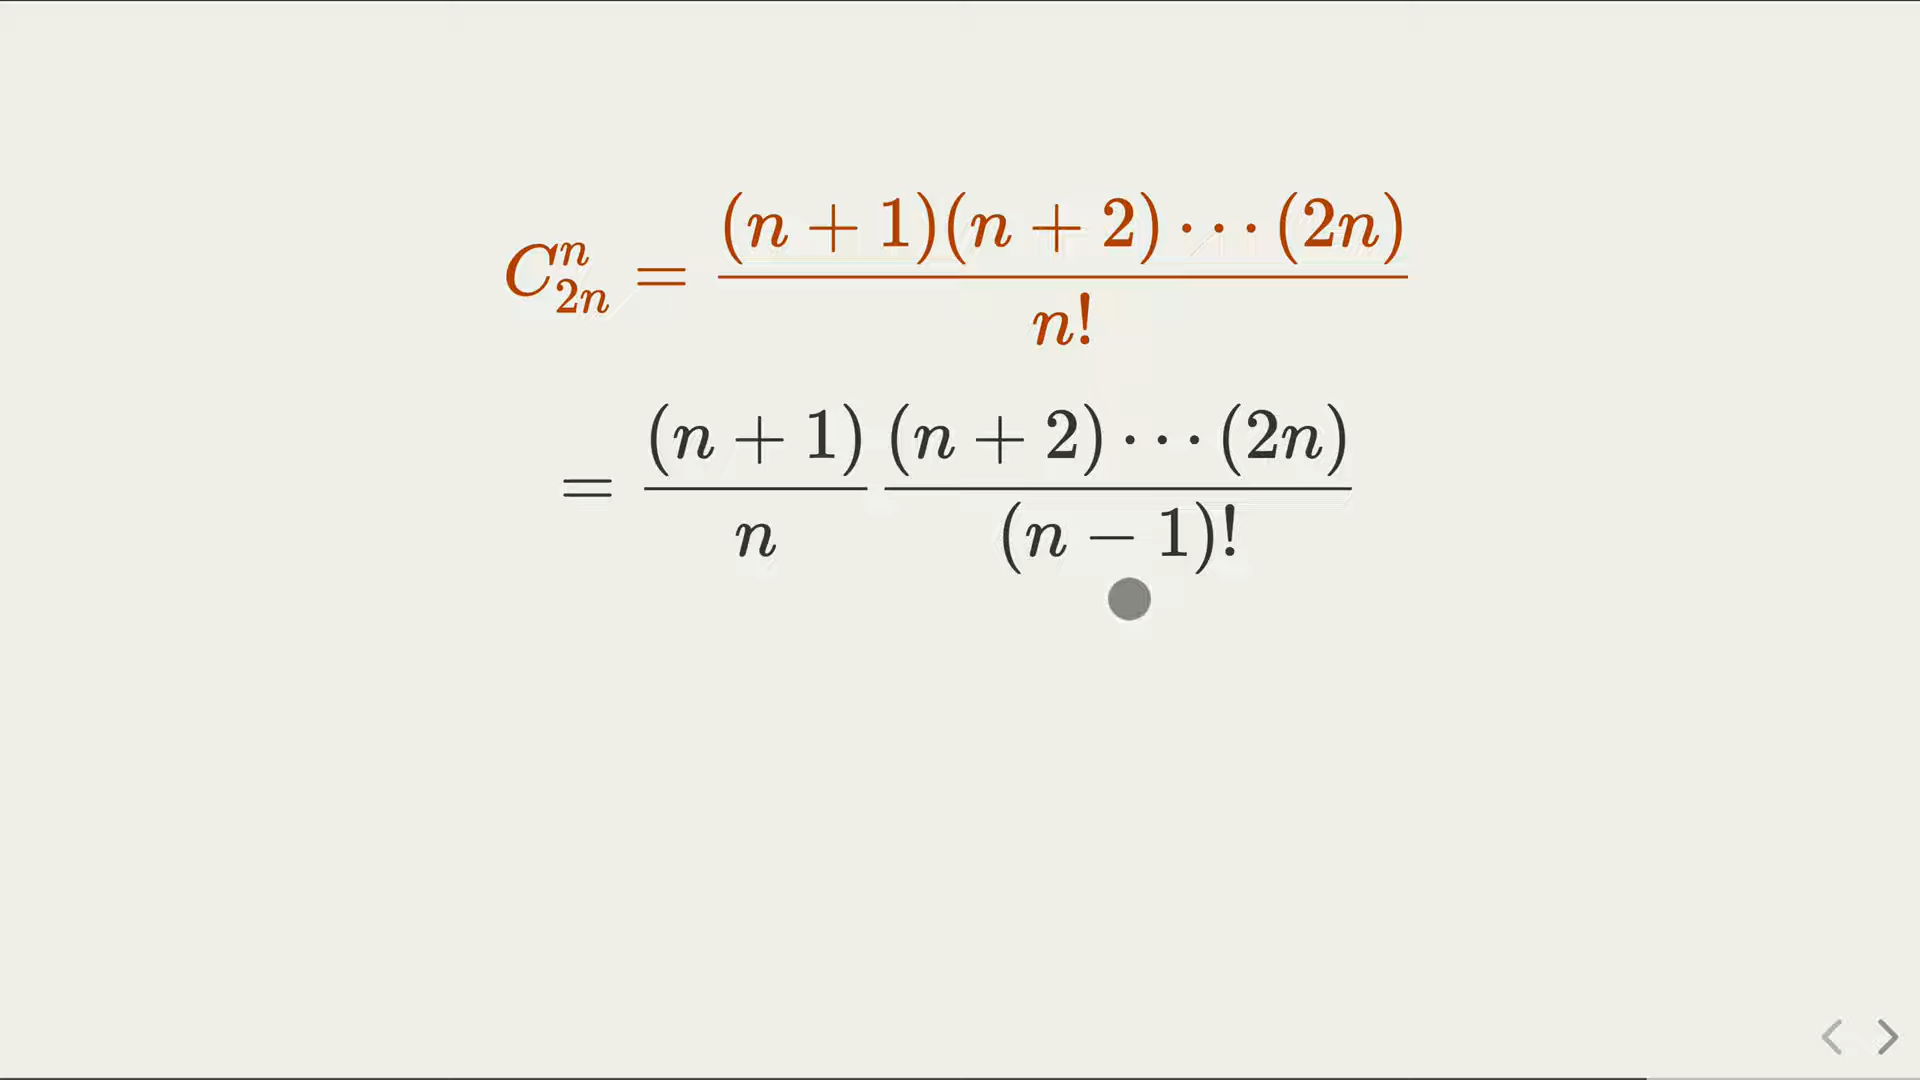 $C_{2n}^{n} = \frac{(n+1)(n+2)\cdots(2n)}{n!}$
$= \frac{(n+1)}{n} \frac{(n+2)\cdots(2n)}{(n-1)!}$